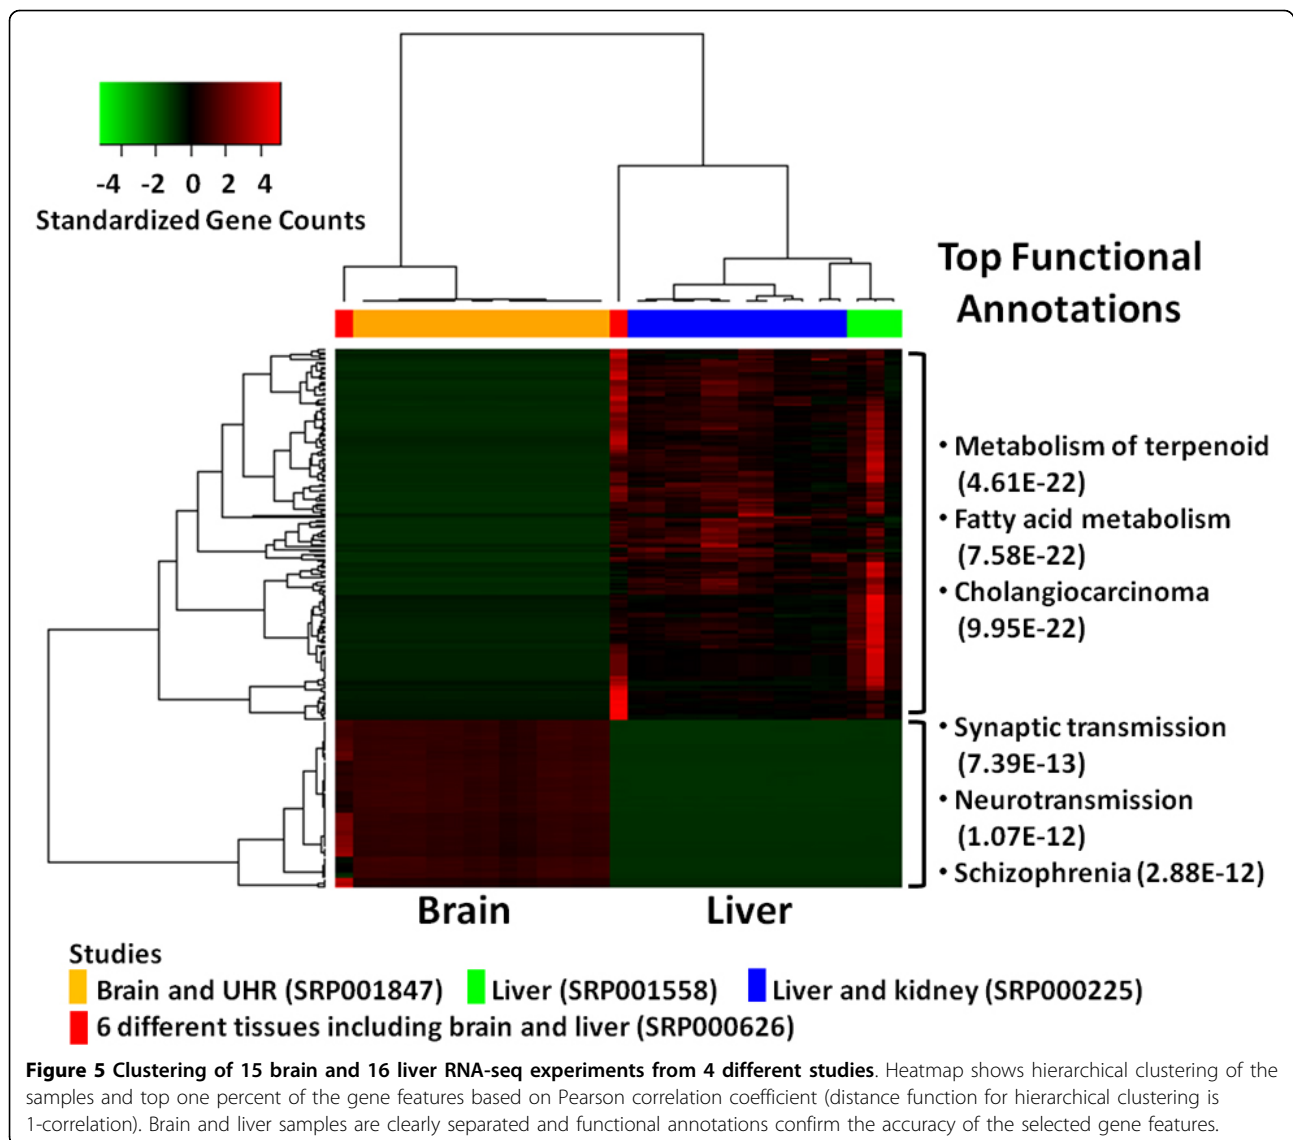 -4 -2 0 2 4
Standardized Gene Counts
Top Functional
Annotations
• Metabolism of terpenoid
(4.61E-22)
• Fatty acid metabolism
(7.58E-22)
• Cholangiocarcinoma
(9.95E-22)
• Synaptic transmission
(7.39E-13)
• Neurotransmission
(1.07E-12)
• Schizophrenia (2.88E-12)
Brain Liver
Studies
Brain and UHR (SRP001847) Liver (SRP001558) Liver and kidney (SRP000225)
6 different tissues including brain and liver (SRP000626)
Figure 5 Clustering of 15 brain and 16 liver RNA-seq experiments from 4 different studies. Heatmap shows hierarchical clustering of the
samples and top one percent of the gene features based on Pearson correlation coefficient (distance function for hierarchical clustering is
1-correlation). Brain and liver samples are clearly separated and functional annotations confirm the accuracy of the selected gene features.